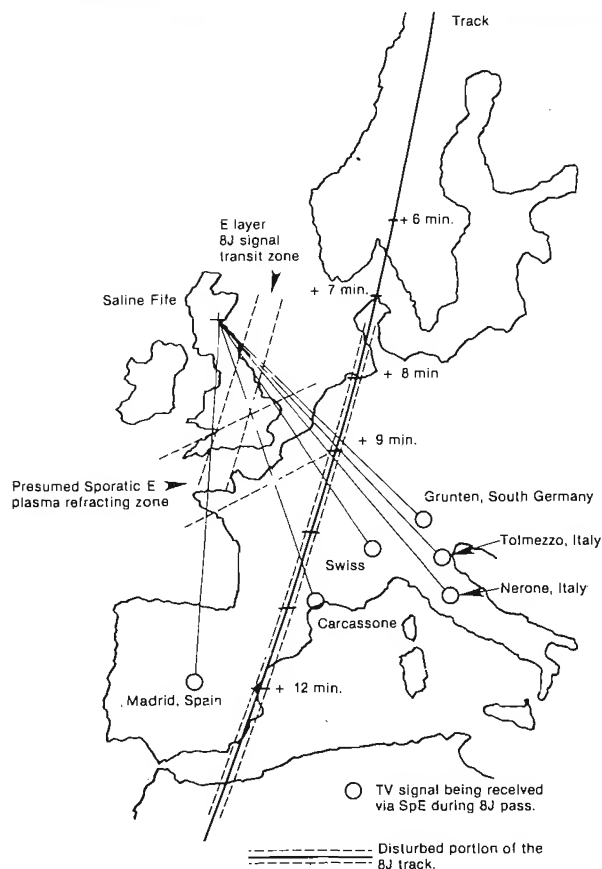 Track
+ 6 min.
E layer
8J signal
transit zone
+ 7 min.
Saline Fife
+ 8 min
+ 9 min.
Presumed Sporatic E
plasma refracting zone
Grunten, South Germany
Tolmezzo, Italy
Swiss
Nerone, Italy
Carcassone
+ 12 min.
Madrid, Spain
TV signal being received
via SpE during 8J pass.
Disturbed portion of the
8J track.